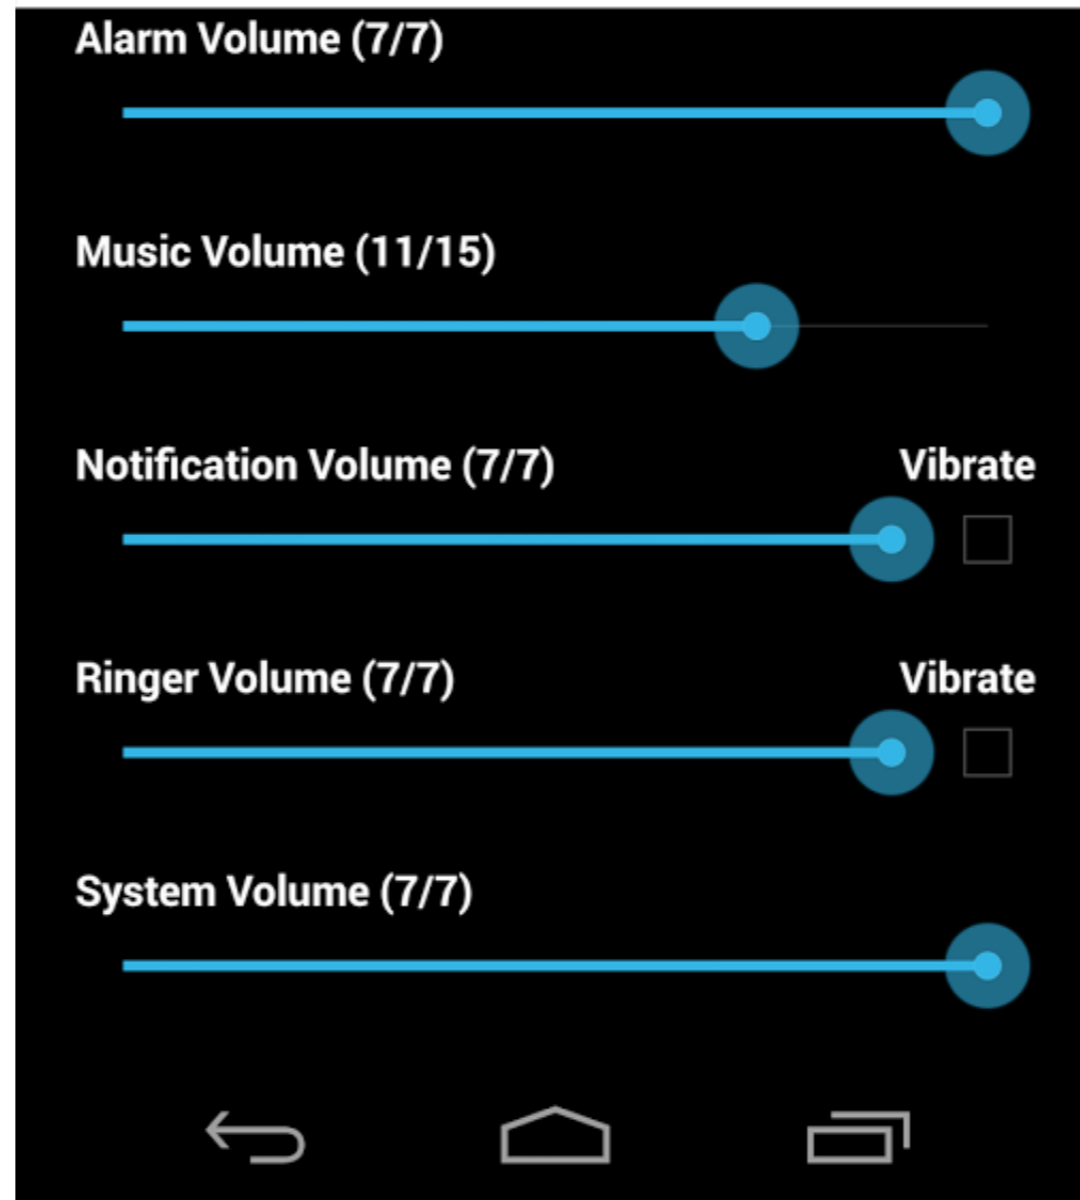 Alarm Volume (7/7)
Music Volume (11/15)
Notification Volume (7/7) Vibrate
Ringer Volume (7/7) Vibrate
System Volume (7/7)